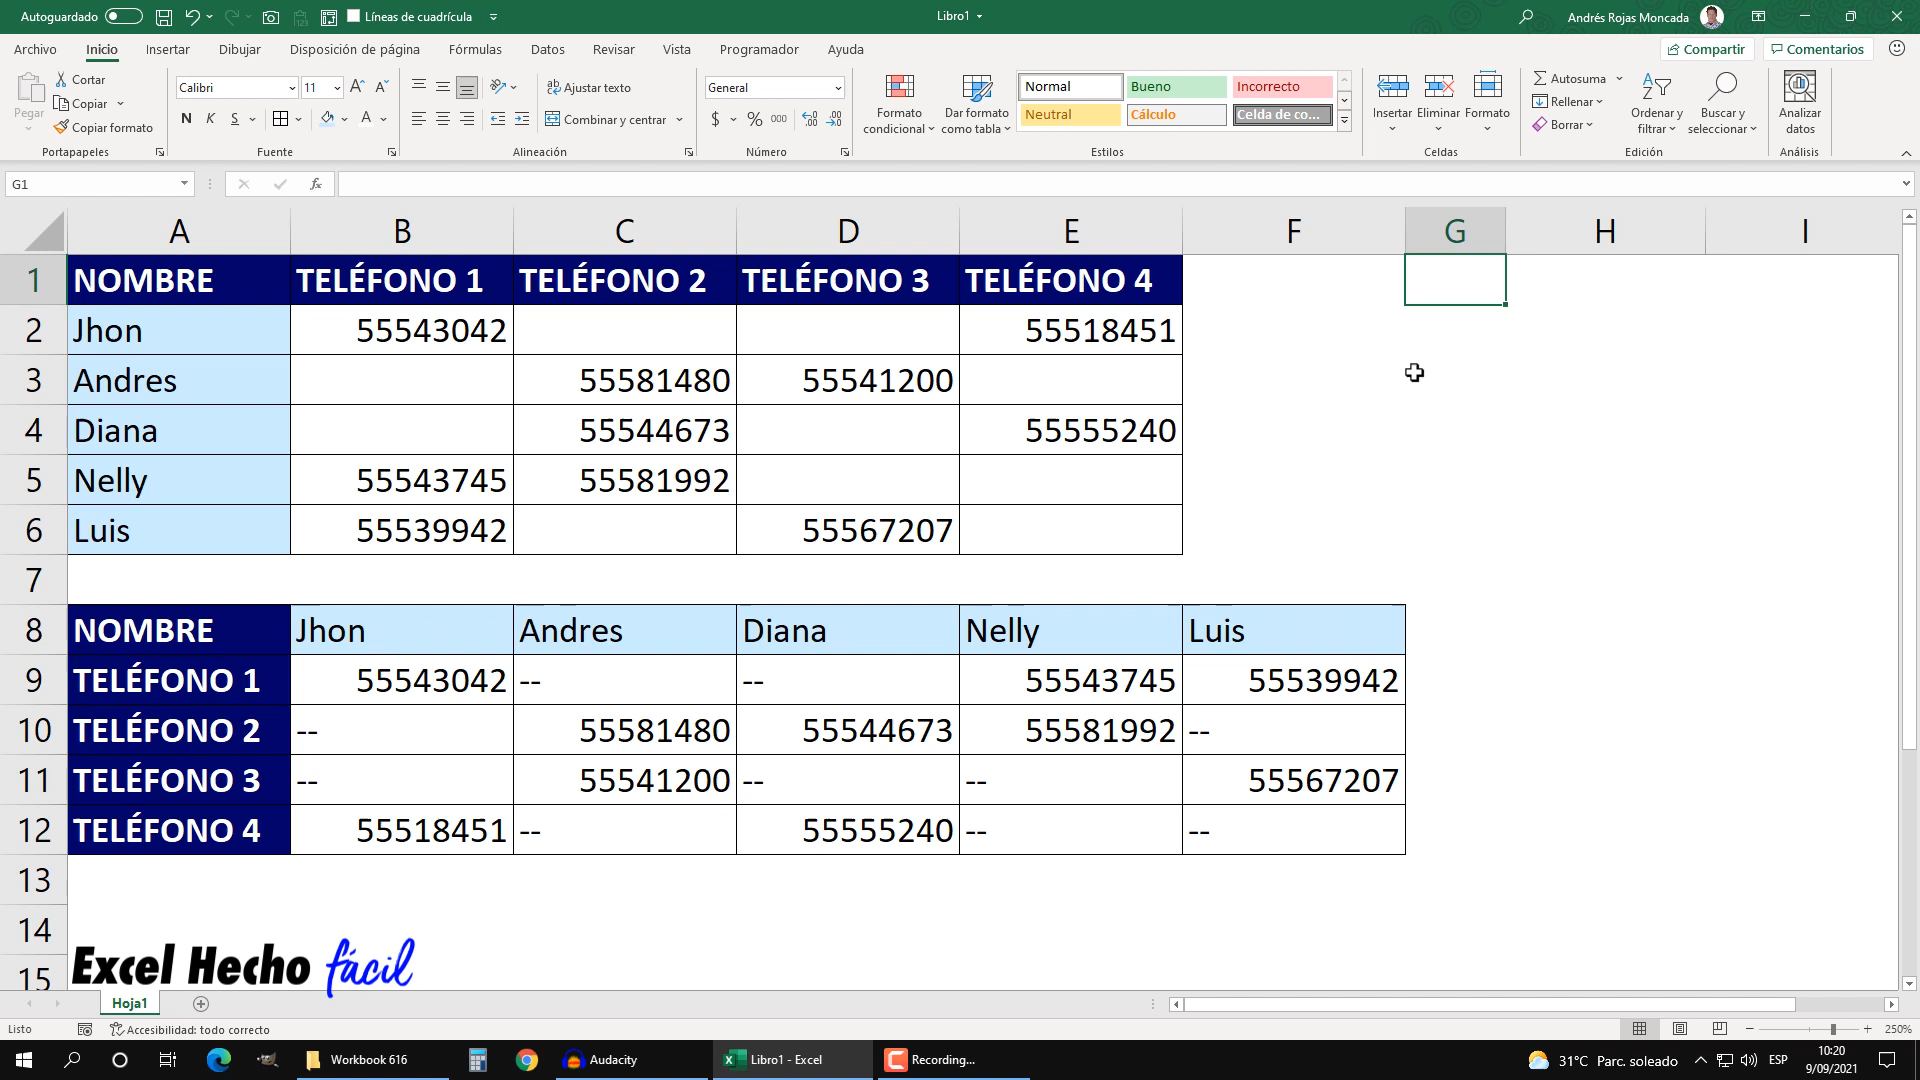 Autoguardado Líneas de cuadrícula Libro1 Andrés Rojas Moncada
Archivo Inicio Insertar Dibujar Disposición de página Fórmulas Datos Revisar Vista Programador Ayuda Compartir Comentarios
Pegar Cortar Copiar Copiar formato
Portapapeles
Calibri 11
N K S A
Fuente
Ajustar texto
Combinar y centrar
Alineación
General
$ % 000
Número
Formato condicional
Dar formato como tabla
Normal Bueno Incorrecto
Neutral Cálculo Celda de co...
Estilos
Insertar Eliminar Formato
Celdas
Autosuma
Rellenar
Borrar
Ordenar y filtrar
Buscar y seleccionar
Edición
Analizar datos
Análisis
G1 fx
A B C D E F G H I
1 NOMBRE TELÉFONO 1 TELÉFONO 2 TELÉFONO 3 TELÉFONO 4
2 Jhon 55543042 55518451
3 Andres 55581480 55541200
4 Diana 55544673 55555240
5 Nelly 55543745 55581992
6 Luis 55539942 55567207
7
8 NOMBRE Jhon Andres Diana Nelly Luis
9 TELÉFONO 1 55543042 -- -- 55543745 55539942
10 TELÉFONO 2 -- 55581480 55544673 55581992 --
11 TELÉFONO 3 -- 55541200 -- -- 55567207
12 TELÉFONO 4 55518451 -- 55555240 -- --
13
14
15 Excel Hecho fácil
Hoja1
Listo Accesibilidad: todo correcto 250%
Workbook 616 Audacity Libro1 - Excel Recording... 31°C Parc. soleado ESP 10:20
9/09/2021